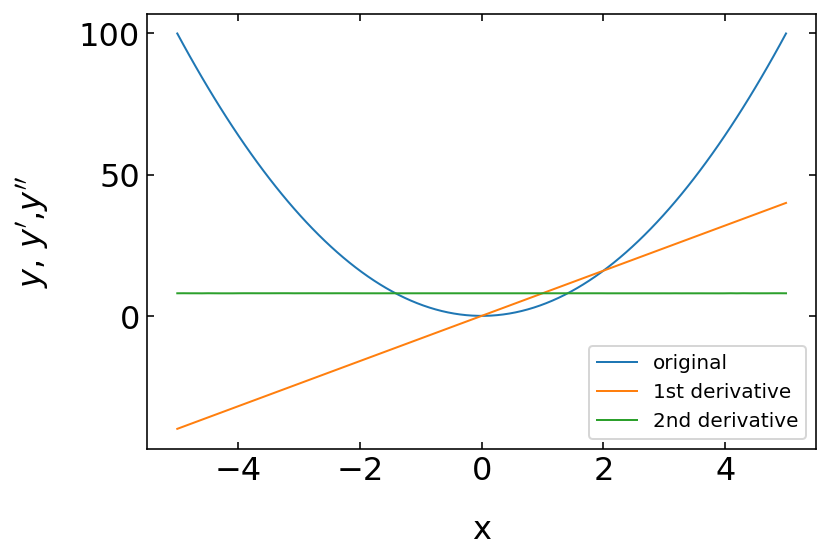 100
50
0
y, y′,y′′
−4 −2 0 2 4
x
original
1st derivative
2nd derivative